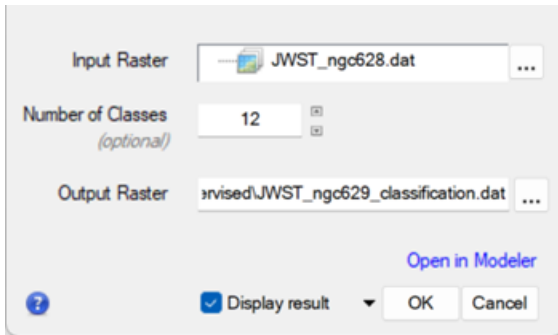 Input Raster JWST_ngc628.dat ...
Number of Classes 12
(optional)
Output Raster ervised\JWST_ngc629_classification.dat ...
Open in Modeler
? Display result OK Cancel